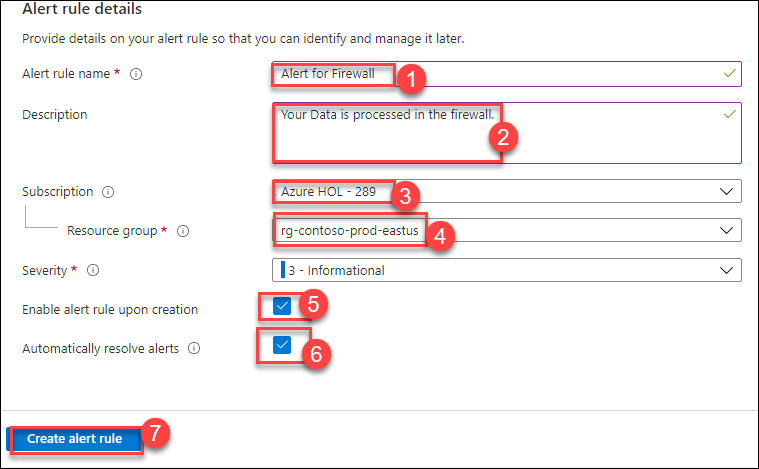 Alert rule details
Provide details on your alert rule so that you can identify and manage it later.
Alert rule name * Alert for Firewall 1
Description Your Data is processed in the firewall. 2
Subscription Azure HOL - 289 3
Resource group * rg-contoso-prod-eastus 4
Severity * 3 - Informational
Enable alert rule upon creation 5
Automatically resolve alerts 6
Create alert rule 7